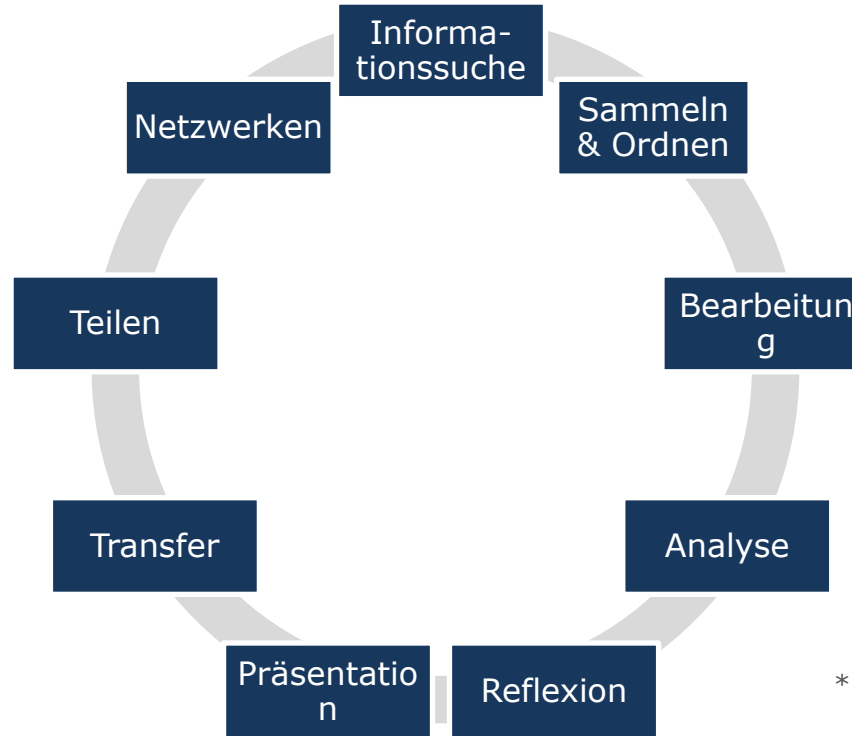 Informa-
tionssuche
Sammeln
& Ordnen
Bearbeitun
g
Analyse
Reflexion
Präsentatio
n
Transfer
Teilen
Netzwerken
*